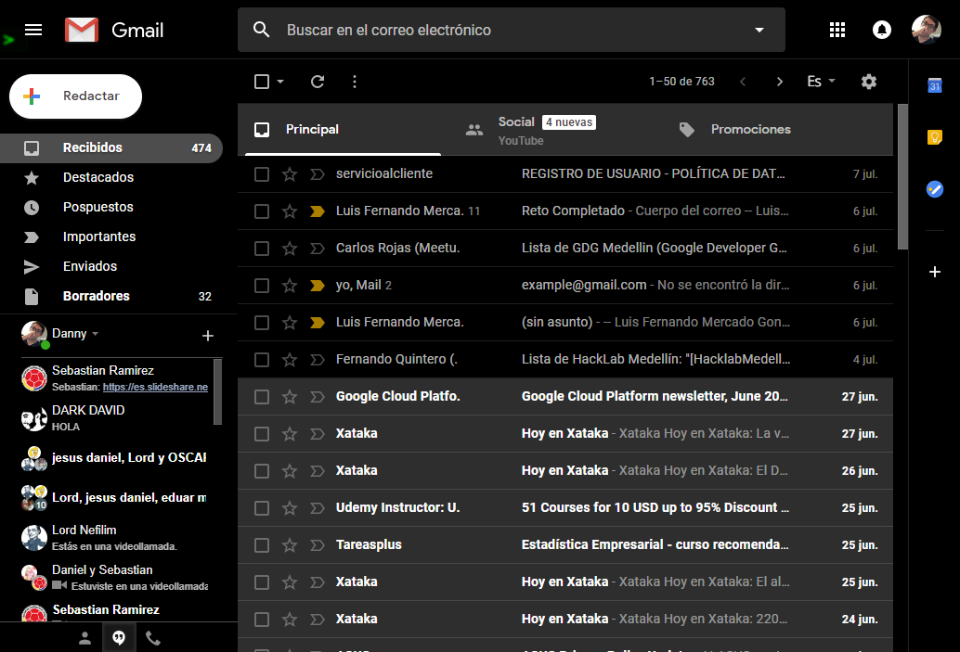 Gmail
Buscar en el correo electrónico
Redactar
1–50 de 763
Es
31
Recibidos 474
Destacados
Pospuestos
Importantes
Enviados
Borradores 32
Danny
Sebastian Ramirez
Sebastian: https://es.slideshare.ne
DARK DAVID
HOLA
jesus daniel, Lord y OSCAR
Lord, jesus daniel, eduar m
10
Lord Nefilim
Estás en una videollamada.
Daniel y Sebastian
Estuviste en una videollamada
Sebastian Ramirez
Principal
Social 4 nuevas
YouTube
Promociones
servicioalcliente REGISTRO DE USUARIO - POLÍTICA DE DAT... 7 jul.
Luis Fernando Merca. 11 Reto Completado - Cuerpo del correo -- Luis... 6 jul.
Carlos Rojas (Meetu. Lista de GDG Medellin (Google Developer G... 6 jul.
yo, Mail 2 example@gmail.com - No se encontró la dir... 6 jul.
Luis Fernando Merca. (sin asunto) - -- Luis Fernando Mercado Gon... 6 jul.
Fernando Quintero (. Lista de HackLab Medellín: "[HacklabMedell... 4 jul.
Google Cloud Platfo. Google Cloud Platform newsletter, June 20... 27 jun.
Xataka Hoy en Xataka - Xataka Hoy en Xataka: La v... 27 jun.
Xataka Hoy en Xataka - Xataka Hoy en Xataka: El D... 26 jun.
Udemy Instructor: U. 51 Courses for 10 USD up to 95% Discount ... 25 jun.
Tareasplus Estadística Empresarial - curso recomenda... 25 jun.
Xataka Hoy en Xataka - Xataka Hoy en Xataka: El al... 25 jun.
Xataka Hoy en Xataka - Xataka Hoy en Xataka: 220... 24 jun.